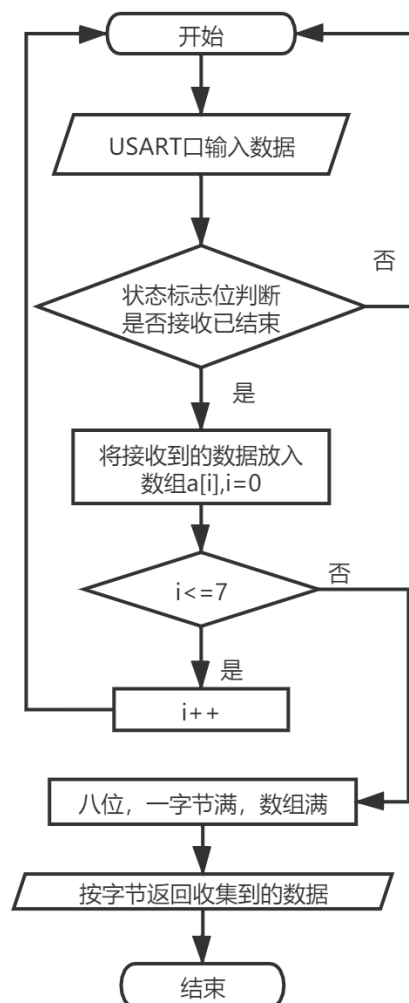 开始
USART口输入数据
否
状态标志位判断
是否接收已结束
是
将接收到的数据放入
数组a[i],i=0
否
i<=7
是
i++
八位，一字节满，数组满
按字节返回收集到的数据
结束